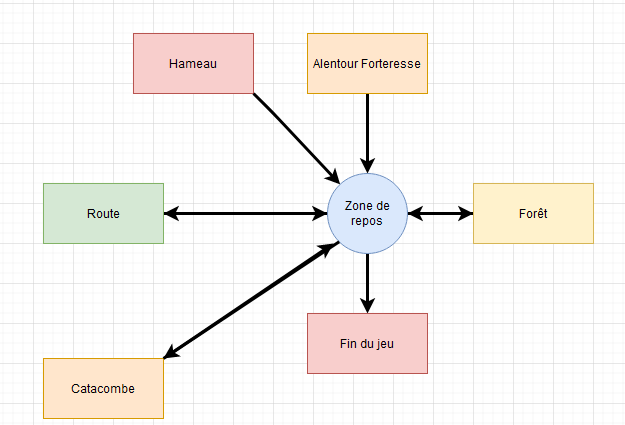 Hameau
Alentour Forteresse
Route
Zone de
repos
Forêt
Fin du jeu
Catacombe